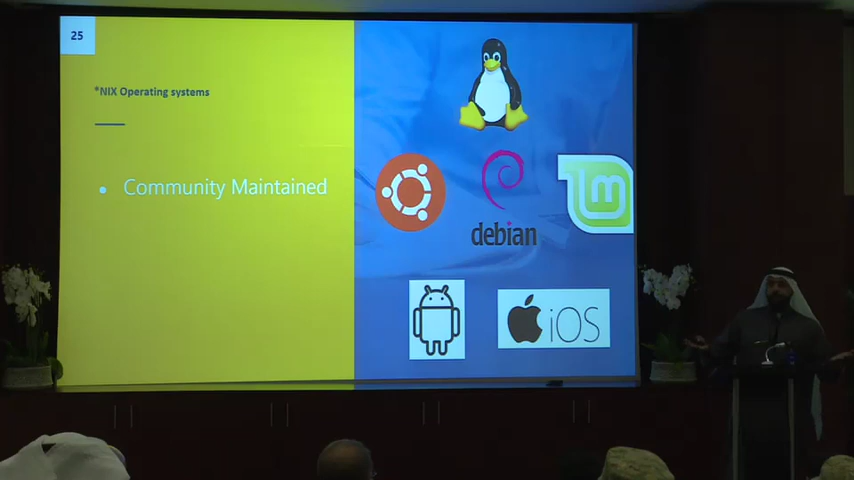 25
*NIX Operating systems
Community Maintained
debian
iOS